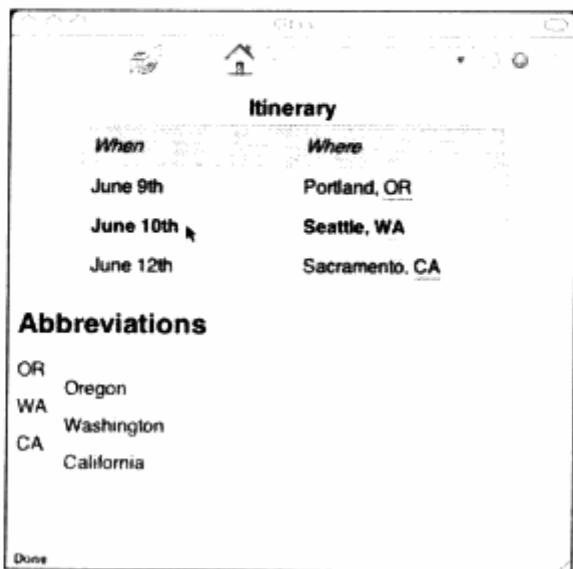 Itinerary
When Where
June 9th Portland, OR
June 10th Seattle, WA
June 12th Sacramento, CA
Abbreviations
OR
Oregon
WA
Washington
CA
California
Done